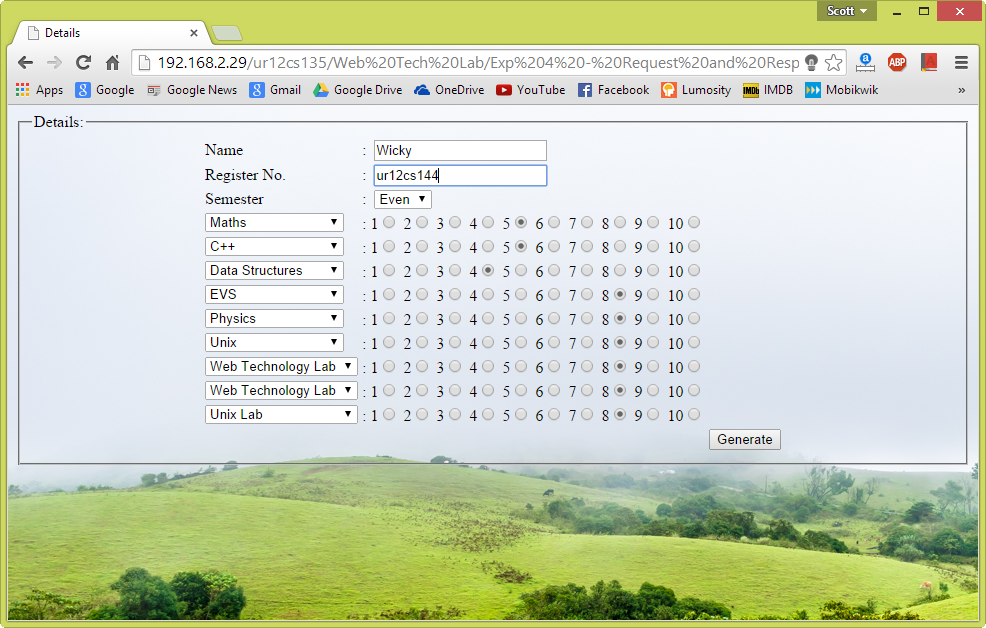 Scott
Details
192.168.2.29/ur12cs135/Web%20Tech%20Lab/Exp%204%20-%20Request%20and%20Resp
Apps Google Google News Gmail Google Drive OneDrive YouTube Facebook Lumosity IMDb IMDB Mobikwik »
a ABP
Details:
Name : Wicky
Register No. : ur12cs144
Semester : Even
Maths : 1 2 3 4 5 6 7 8 9 10
C++ : 1 2 3 4 5 6 7 8 9 10
Data Structures : 1 2 3 4 5 6 7 8 9 10
EVS : 1 2 3 4 5 6 7 8 9 10
Physics : 1 2 3 4 5 6 7 8 9 10
Unix : 1 2 3 4 5 6 7 8 9 10
Web Technology Lab : 1 2 3 4 5 6 7 8 9 10
Web Technology Lab : 1 2 3 4 5 6 7 8 9 10
Unix Lab : 1 2 3 4 5 6 7 8 9 10
Generate